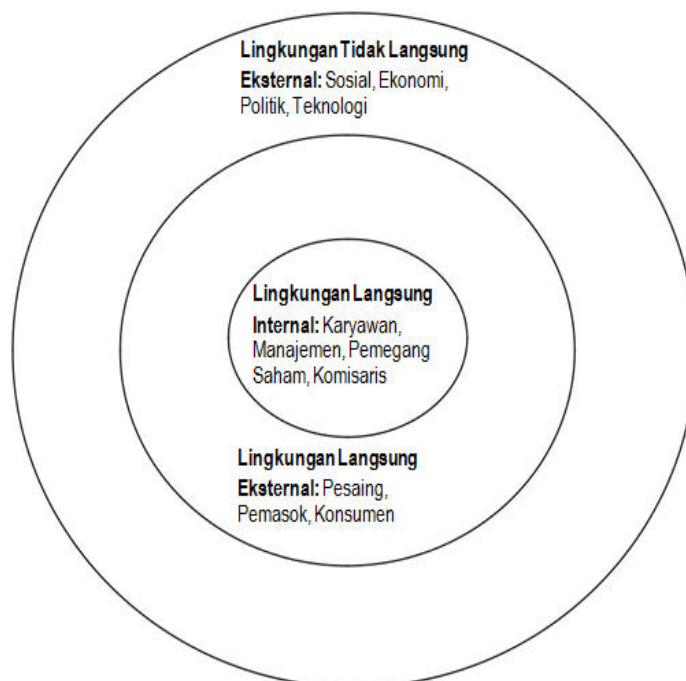 Lingkungan Tidak Langsung
Eksternal: Sosial, Ekonomi,
Politik, Teknologi
Lingkungan Langsung
Internal: Karyawan,
Manajemen, Pemegang
Saham, Komisaris
Lingkungan Langsung
Eksternal: Pesaing,
Pemasok, Konsumen